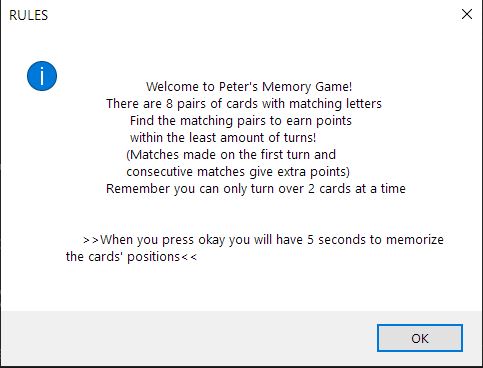 RULES
Welcome to Peter's Memory Game!
There are 8 pairs of cards with matching letters
Find the matching pairs to earn points
within the least amount of turns!
(Matches made on the first turn and
consecutive matches give extra points)
Remember you can only turn over 2 cards at a time
>>When you press okay you will have 5 seconds to memorize
the cards' positions<<
OK